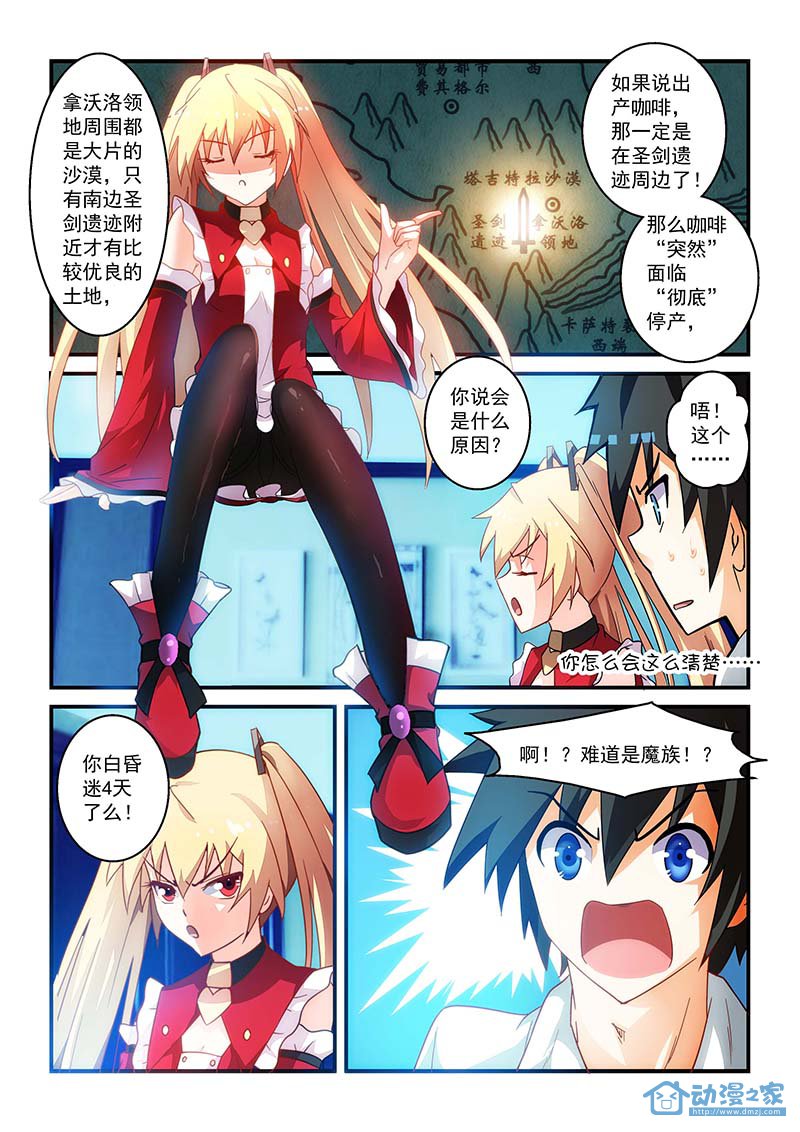 拿沃洛领
地周围都
是大片的
沙漠，只
有南边圣
剑遗迹附
近才有比
较优良的
土地，
贸易都市
费其格尔
西
塔吉特拉沙漠
圣剑
遗迹
拿沃洛
领地
卡萨特
西端
如果说出
产咖啡，
那一定是
在圣剑遗
迹周边了！
那么咖啡
“突然”
面临
“彻底”
停产，
你说会
是什么
原因？
唔！
这个
……
你怎么会这么清楚……
你白昏
迷4天
了么！
啊！？难道是魔族！？
动漫之家
http://www.dmzj.com